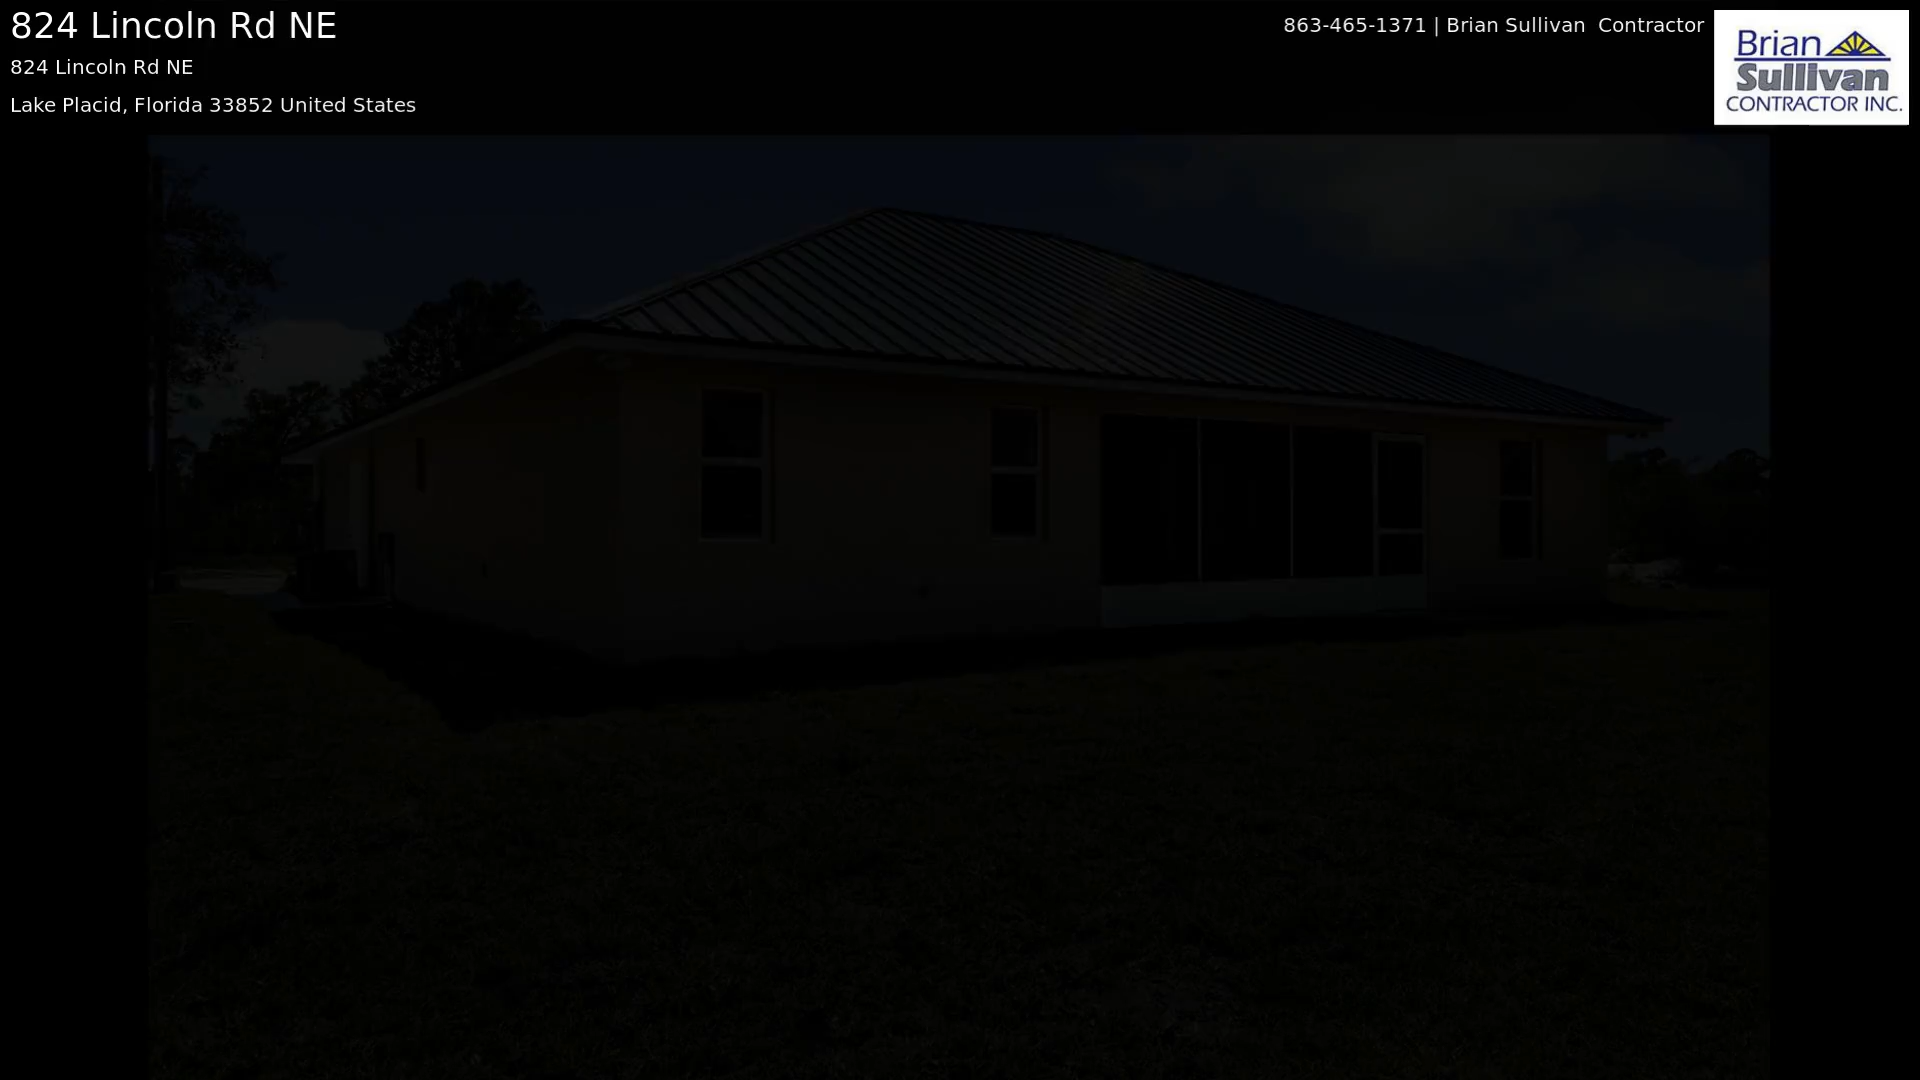 824 Lincoln Rd NE
824 Lincoln Rd NE
Lake Placid, Florida 33852 United States
863-465-1371 | Brian Sullivan  Contractor
Brian
Sullivan
CONTRACTOR INC.